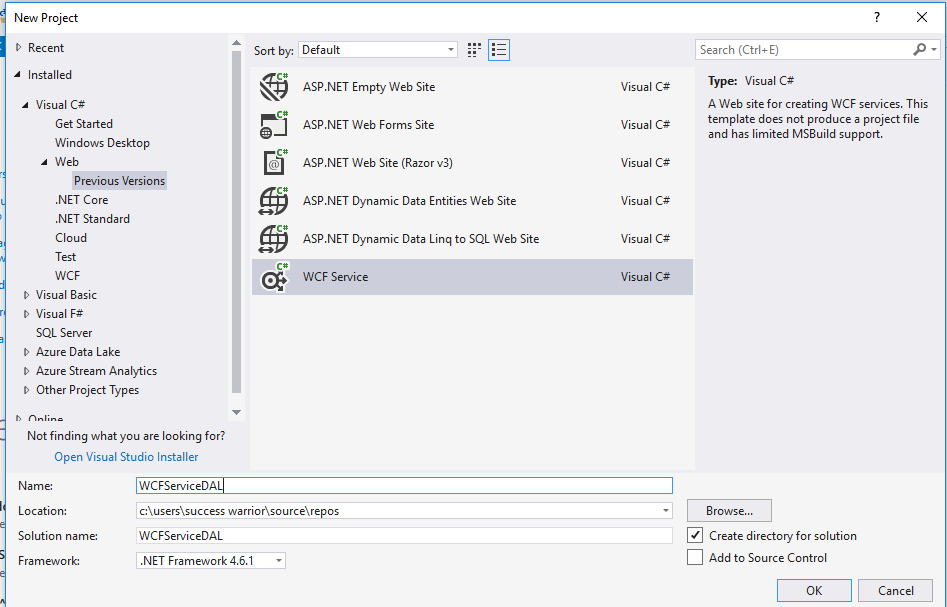 New Project
?
Recent
Installed
Visual C#
Get Started
Windows Desktop
Web
Previous Versions
.NET Core
.NET Standard
Cloud
Test
WCF
Visual Basic
Visual F#
SQL Server
Azure Data Lake
Azure Stream Analytics
Other Project Types
Online
Not finding what you are looking for?
Open Visual Studio Installer
Sort by: Default
C# ASP.NET Empty Web Site Visual C#
C# ASP.NET Web Forms Site Visual C#
C# @ ASP.NET Web Site (Razor v3) Visual C#
C# ASP.NET Dynamic Data Entities Web Site Visual C#
C# ASP.NET Dynamic Data Linq to SQL Web Site Visual C#
C# WCF Service Visual C#
Search (Ctrl+E)
Type: Visual C#
A Web site for creating WCF services. This
template does not produce a project file
and has limited MSBuild support.
Name: WCFServiceDAL
Location: c:\users\success warrior\source\repos
Browse...
Solution name: WCFServiceDAL
Create directory for solution
Framework: .NET Framework 4.6.1
Add to Source Control
OK
Cancel